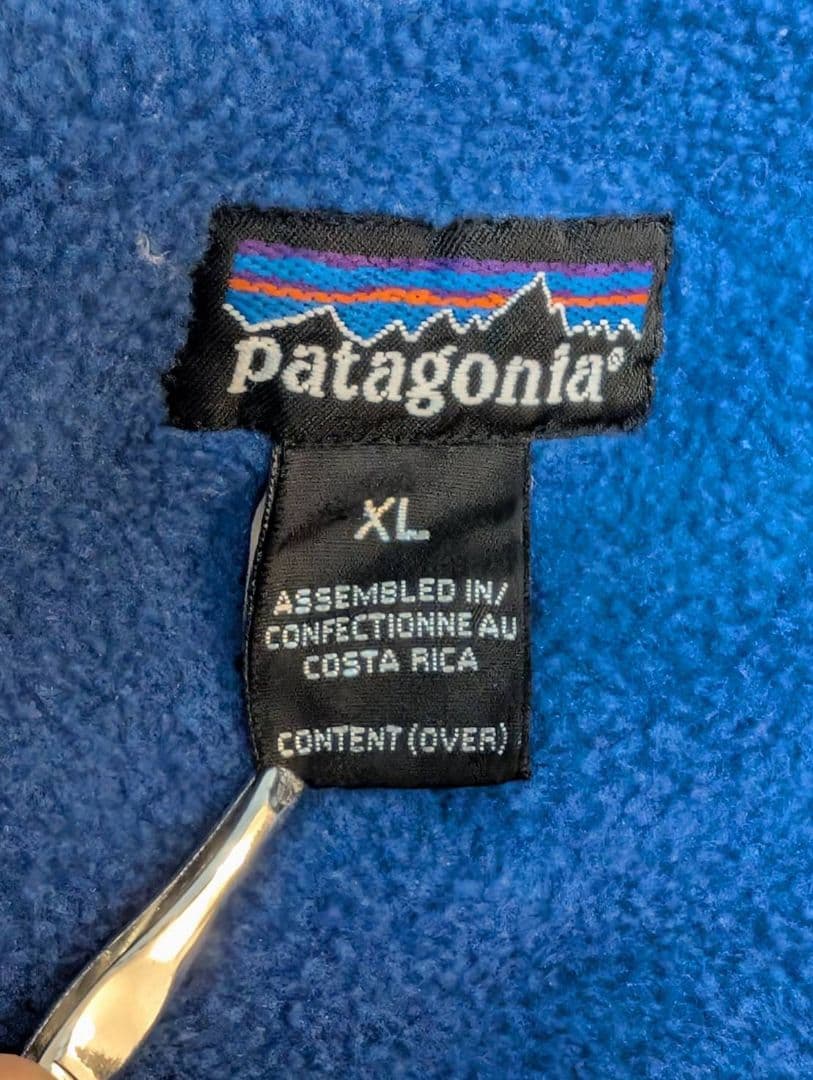 patagonia®
XL
ASSEMBLED IN/
CONFECTIONNE AU
COSTA RICA
CONTENT (OVER)